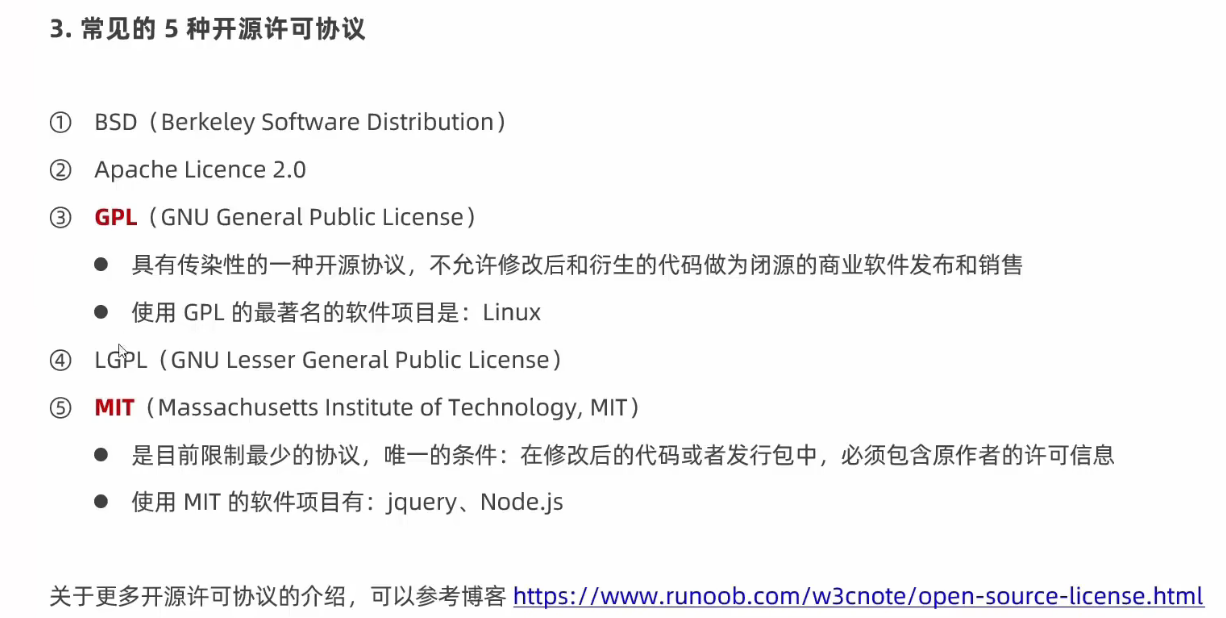 3. 常见的 5 种开源许可协议
① BSD（Berkeley Software Distribution）
② Apache Licence 2.0
③ GPL（GNU General Public License）
● 具有传染性的一种开源协议，不允许修改后和衍生的代码做为闭源的商业软件发布和销售
● 使用 GPL 的最著名的软件项目是：Linux
④ LGPL（GNU Lesser General Public License）
⑤ MIT（Massachusetts Institute of Technology, MIT）
● 是目前限制最少的协议，唯一的条件：在修改后的代码或者发行包中，必须包含原作者的许可信息
● 使用 MIT 的软件项目有：jquery、Node.js
关于更多开源许可协议的介绍，可以参考博客 https://www.runoob.com/w3cnote/open-source-license.html